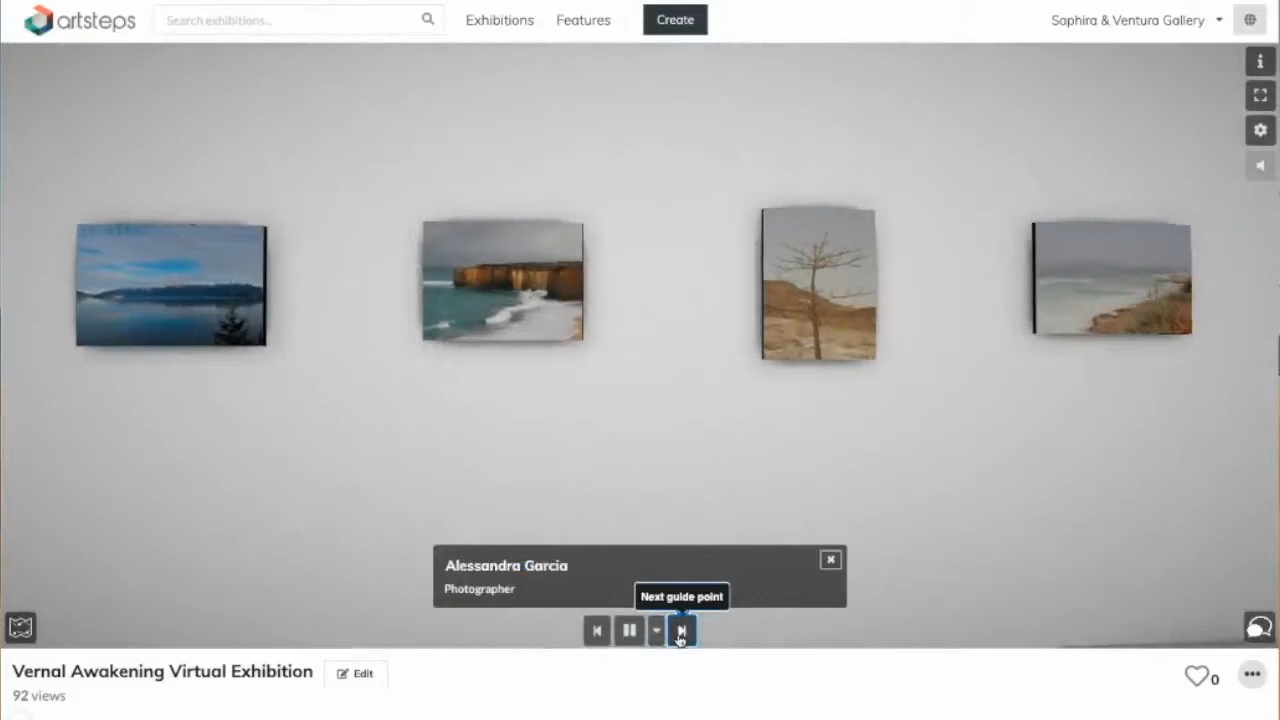 artsteps
Search exhibitions...
Exhibitions
Features
Create
Saphira & Ventura Gallery
Alessandra Garcia
Photographer
Next guide point
Vernal Awakening Virtual Exhibition
Edit
92 views
0